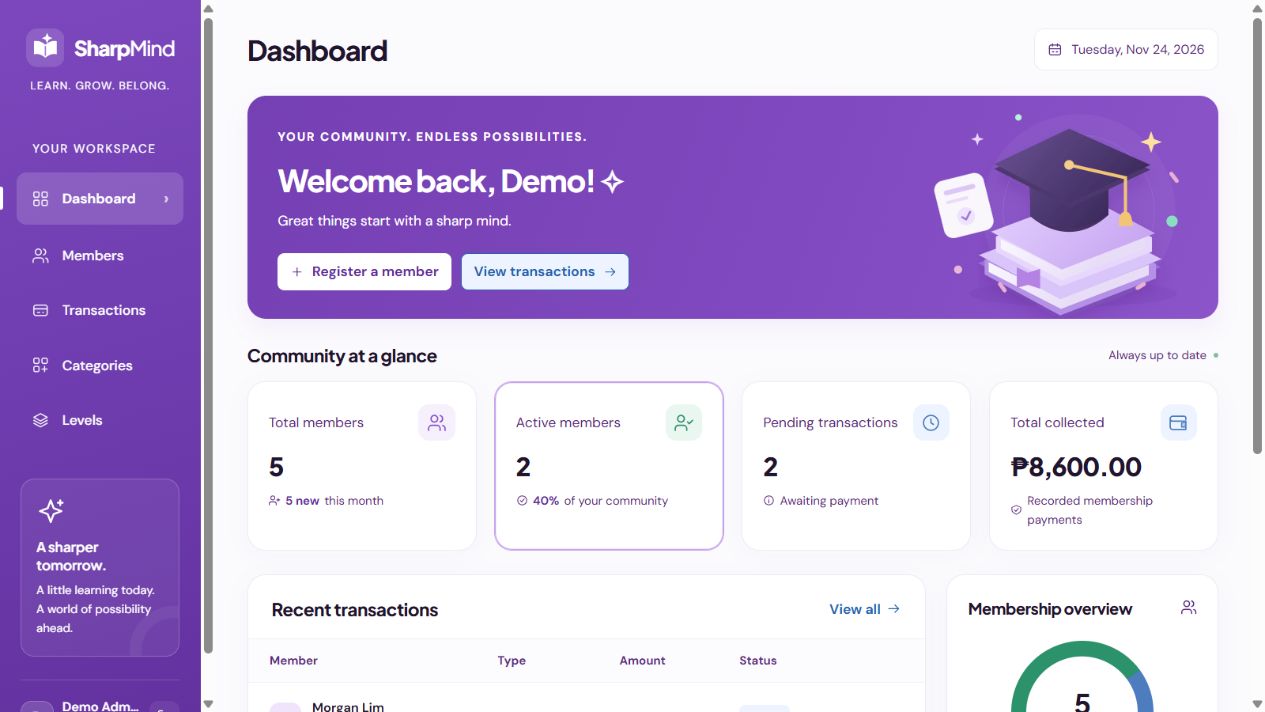 SharpMind
LEARN. GROW. BELONG.
YOUR WORKSPACE
Dashboard
Members
Transactions
Categories
Levels
A sharper
tomorrow.
A little learning today.
A world of possibility
ahead.
Demo Adm...
Dashboard
Tuesday, Nov 24, 2026
YOUR COMMUNITY. ENDLESS POSSIBILITIES.
Welcome back, Demo!
Great things start with a sharp mind.
Register a member
View transactions
Community at a glance
Always up to date
Total members
5
5 new this month
Active members
2
40% of your community
Pending transactions
2
Awaiting payment
Total collected
₱8,600.00
Recorded membership
payments
Recent transactions
View all
Member Type Amount Status
Morgan Lim
Membership overview
5